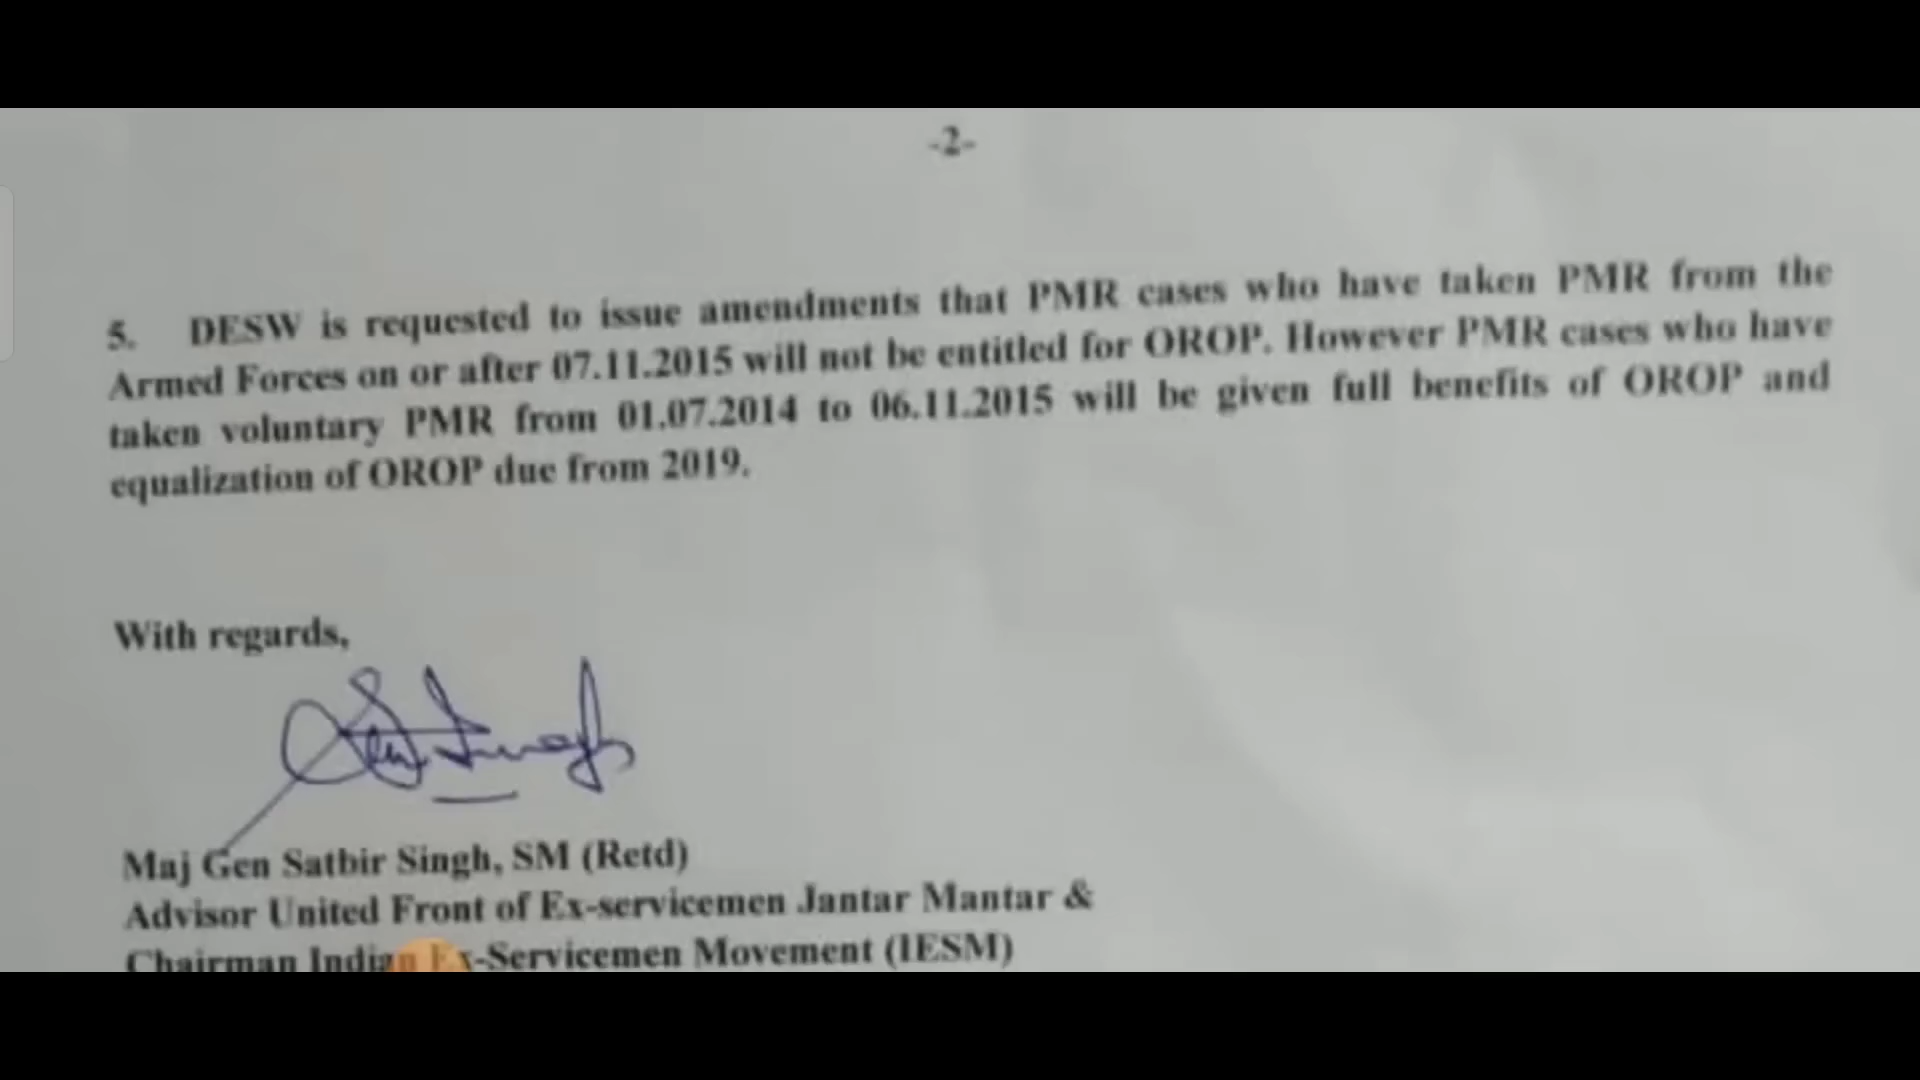 -2-
5. DESW is requested to issue amendments that PMR cases who have taken PMR from the
Armed Forces on or after 07.11.2015 will not be entitled for OROP. However PMR cases who have
taken voluntary PMR from 01.07.2014 to 06.11.2015 will be given full benefits of OROP and
equalization of OROP due from 2019.
With regards,
Maj Gen Satbir Singh, SM (Retd)
Advisor United Front of Ex-servicemen Jantar Mantar &
Chairman Indian Ex-Servicemen Movement (IESM)